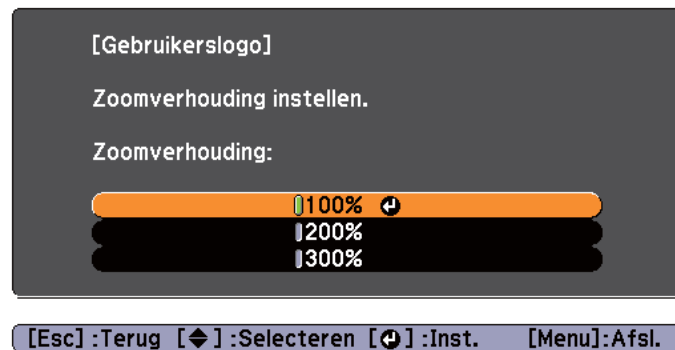 [Gebruikerslogo]
Zoomverhouding instellen.
Zoomverhouding:
100%
200%
300%
[Esc] :Terug [] :Selecteren [] :Inst. [Menu]:Afsl.